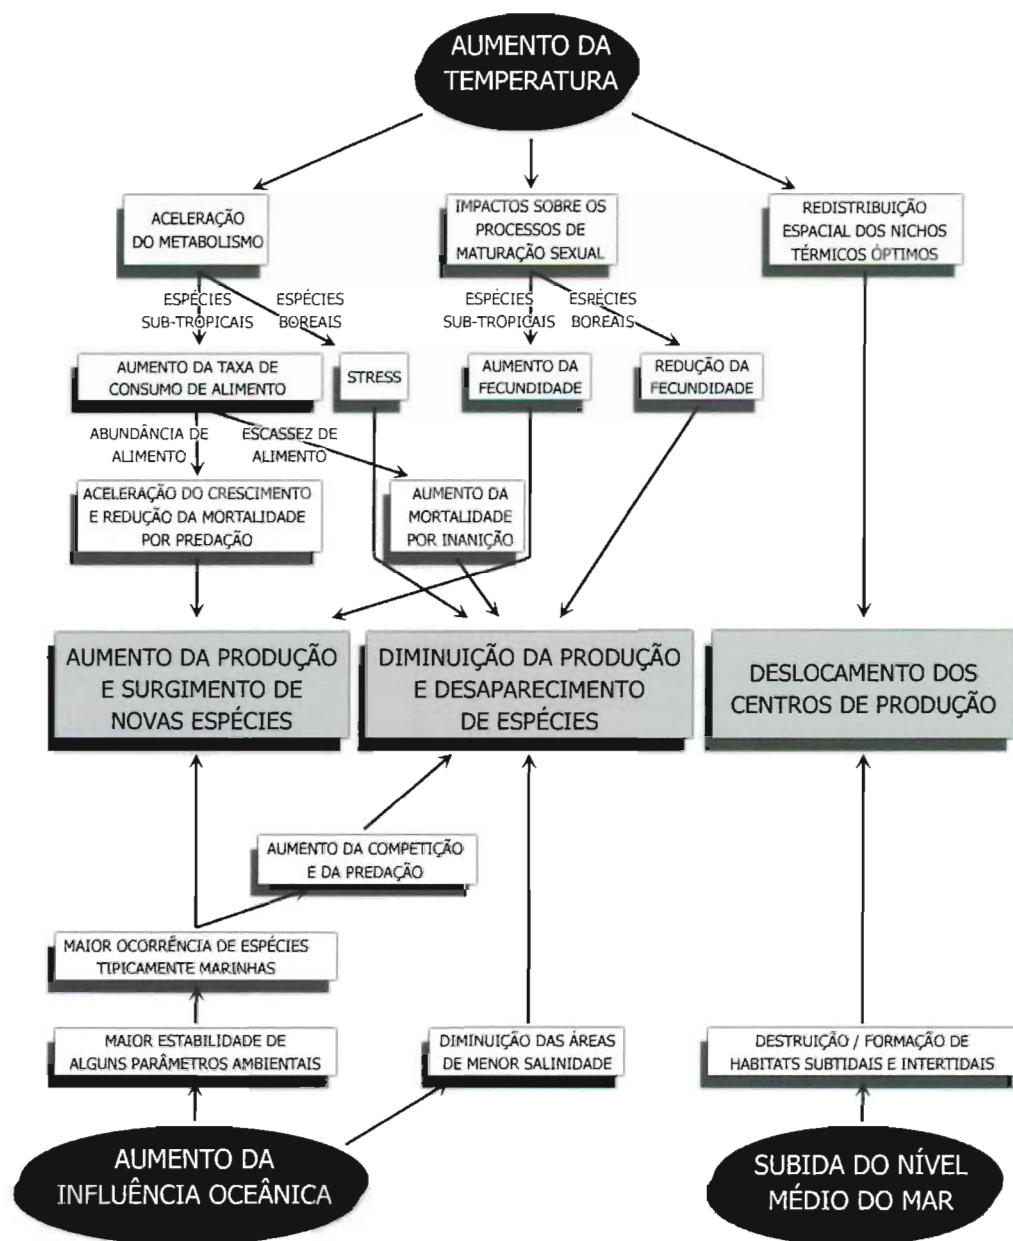 AUMENTO DA
TEMPERATURA
ACELERAÇÃO
DO METABOLISMO
IMPACTOS SOBRE OS
PROCESSOS DE
MATURAÇÃO SEXUAL
REDISTRIBUIÇÃO
ESPACIAL DOS NICHOS
TÉRMICOS ÓPTIMOS
ESPÉCIES
SUB-TROPICAIS
ESPÉCIES
BOREAIS
ESPÉCIES
SUB-TROPICAIS
ESPÉCIES
BOREAIS
AUMENTO DA TAXA DE
CONSUMO DE ALIMENTO
STRESS
AUMENTO DA
FECUNDIDADE
REDUÇÃO DA
FECUNDIDADE
ABUNDÂNCIA DE
ALIMENTO
ESCASSEZ DE
ALIMENTO
ACELERAÇÃO DO CRESCIMENTO
E REDUÇÃO DA MORTALIDADE
POR PREDAÇÃO
AUMENTO DA
MORTALIDADE
POR INANIÇÃO
AUMENTO DA PRODUÇÃO
E SURGIMENTO DE
NOVAS ESPÉCIES
DIMINUIÇÃO DA PRODUÇÃO
E DESAPARECIMENTO
DE ESPÉCIES
DESLOCAMENTO DOS
CENTROS DE PRODUÇÃO
AUMENTO DA COMPETIÇÃO
E DA PREDAÇÃO
MAIOR OCORRÊNCIA DE ESPÉCIES
TIPICAMENTE MARINHAS
MAIOR ESTABILIDADE DE
ALGUNS PARÂMETROS AMBIENTAIS
DIMINUIÇÃO DAS ÁREAS
DE MENOR SALINIDADE
DESTRUIÇÃO / FORMAÇÃO DE
HABITATS SUBTIDAIS E INTERTIDAIS
AUMENTO DA
INFLUÊNCIA OCEÂNICA
SUBIDA DO NÍVEL
MÉDIO DO MAR